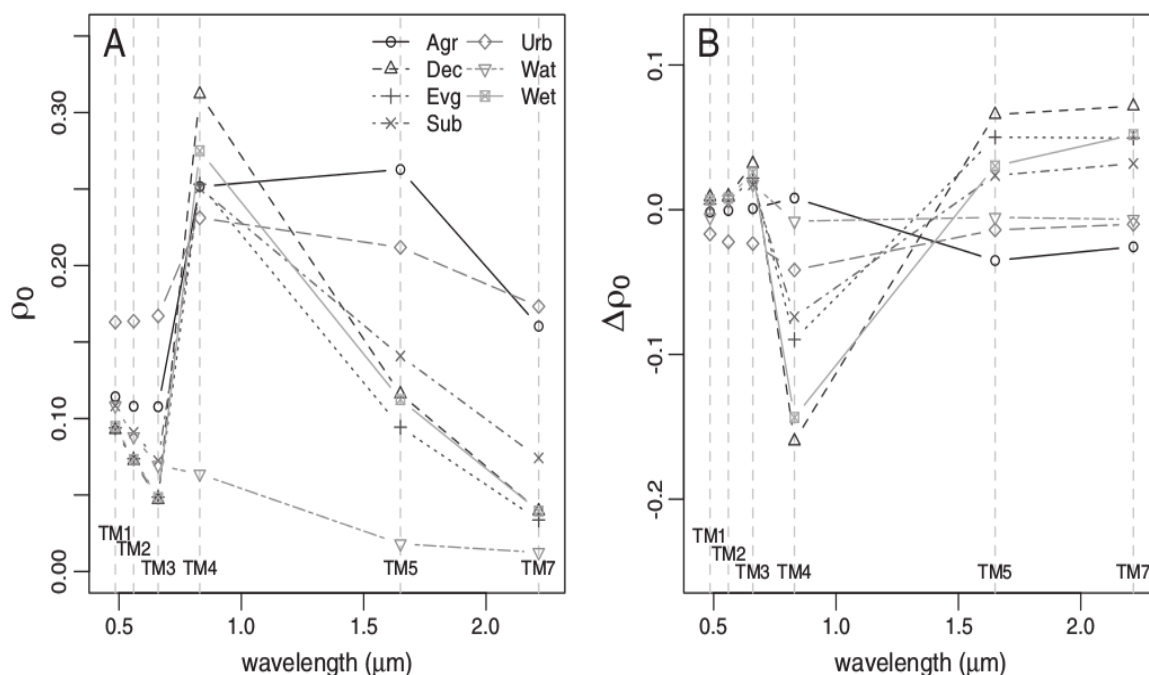 A
Agr
Dec
Evg
Sub
Urb
Wat
Wet
ρ0
0.30
0.20
0.10
0.00
TM1
TM2
TM3
TM4
TM5
TM7
0.5
1.0
1.5
2.0
wavelength (μm)
B
Δρ0
0.1
0.0
-0.1
-0.2
TM1
TM2
TM3
TM4
TM5
TM7
0.5
1.0
1.5
2.0
wavelength (μm)